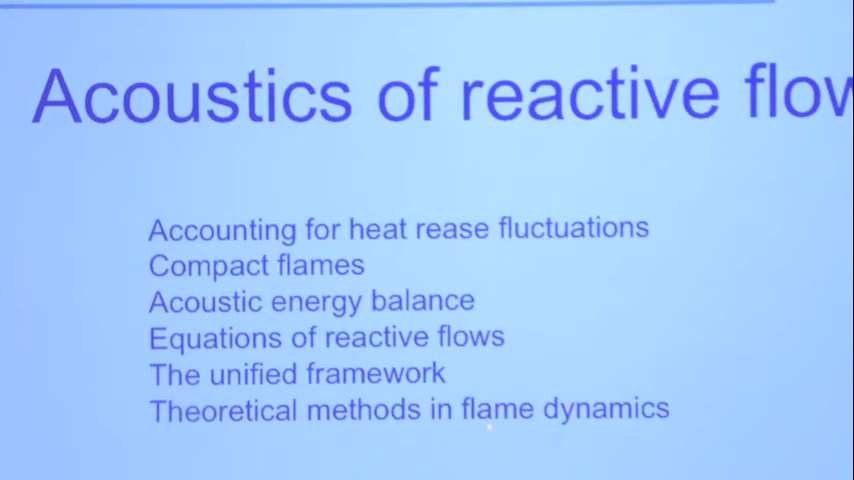 Acoustics of reactive flow
Accounting for heat rease fluctuations
Compact flames
Acoustic energy balance
Equations of reactive flows
The unified framework
Theoretical methods in flame dynamics